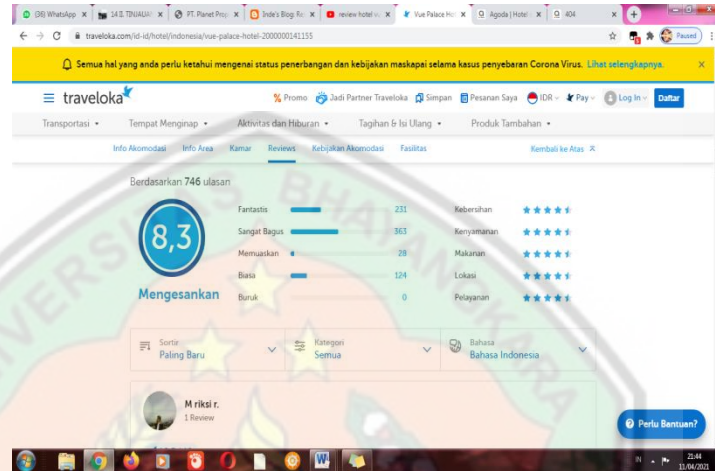 (36) WhatsApp
14.II. TINJAUAN
PT. Planet Prop
Inde's Blog: Re
review hotel vu
Vue Palace Ho
Agoda | Hotel
404
traveloka.com/id-id/hotel/indonesia/vue-palace-hotel-2000000141155
Paused
Semua hal yang anda perlu ketahui mengenai status penerbangan dan kebijakan maskapai selama kasus penyebaran Corona Virus. Lihat selengkapnya.
traveloka
% Promo Jadi Partner Traveloka Simpan Pesanan Saya IDR Pay Log In Daftar
Transportasi Tempat Menginap Aktivitas dan Hiburan Tagihan & Isi Ulang Produk Tambahan
Info Akomodasi Info Area Kamar Reviews Kebijakan Akomodasi Fasilitas Kembali ke Atas
Berdasarkan 746 ulasan
8,3
Mengesankan
Fantastis 231
Sangat Bagus 363
Memuaskan 28
Biasa 124
Buruk 0
Kebersihan
Kenyamanan
Makanan
Lokasi
Pelayanan
Sortir
Paling Baru
Kategori
Semua
Bahasa
Bahasa Indonesia
M riksi r.
1 Review
Perlu Bantuan?
IN
21:44
11/04/2021
UNIVERSITAS BHAYANGKARA